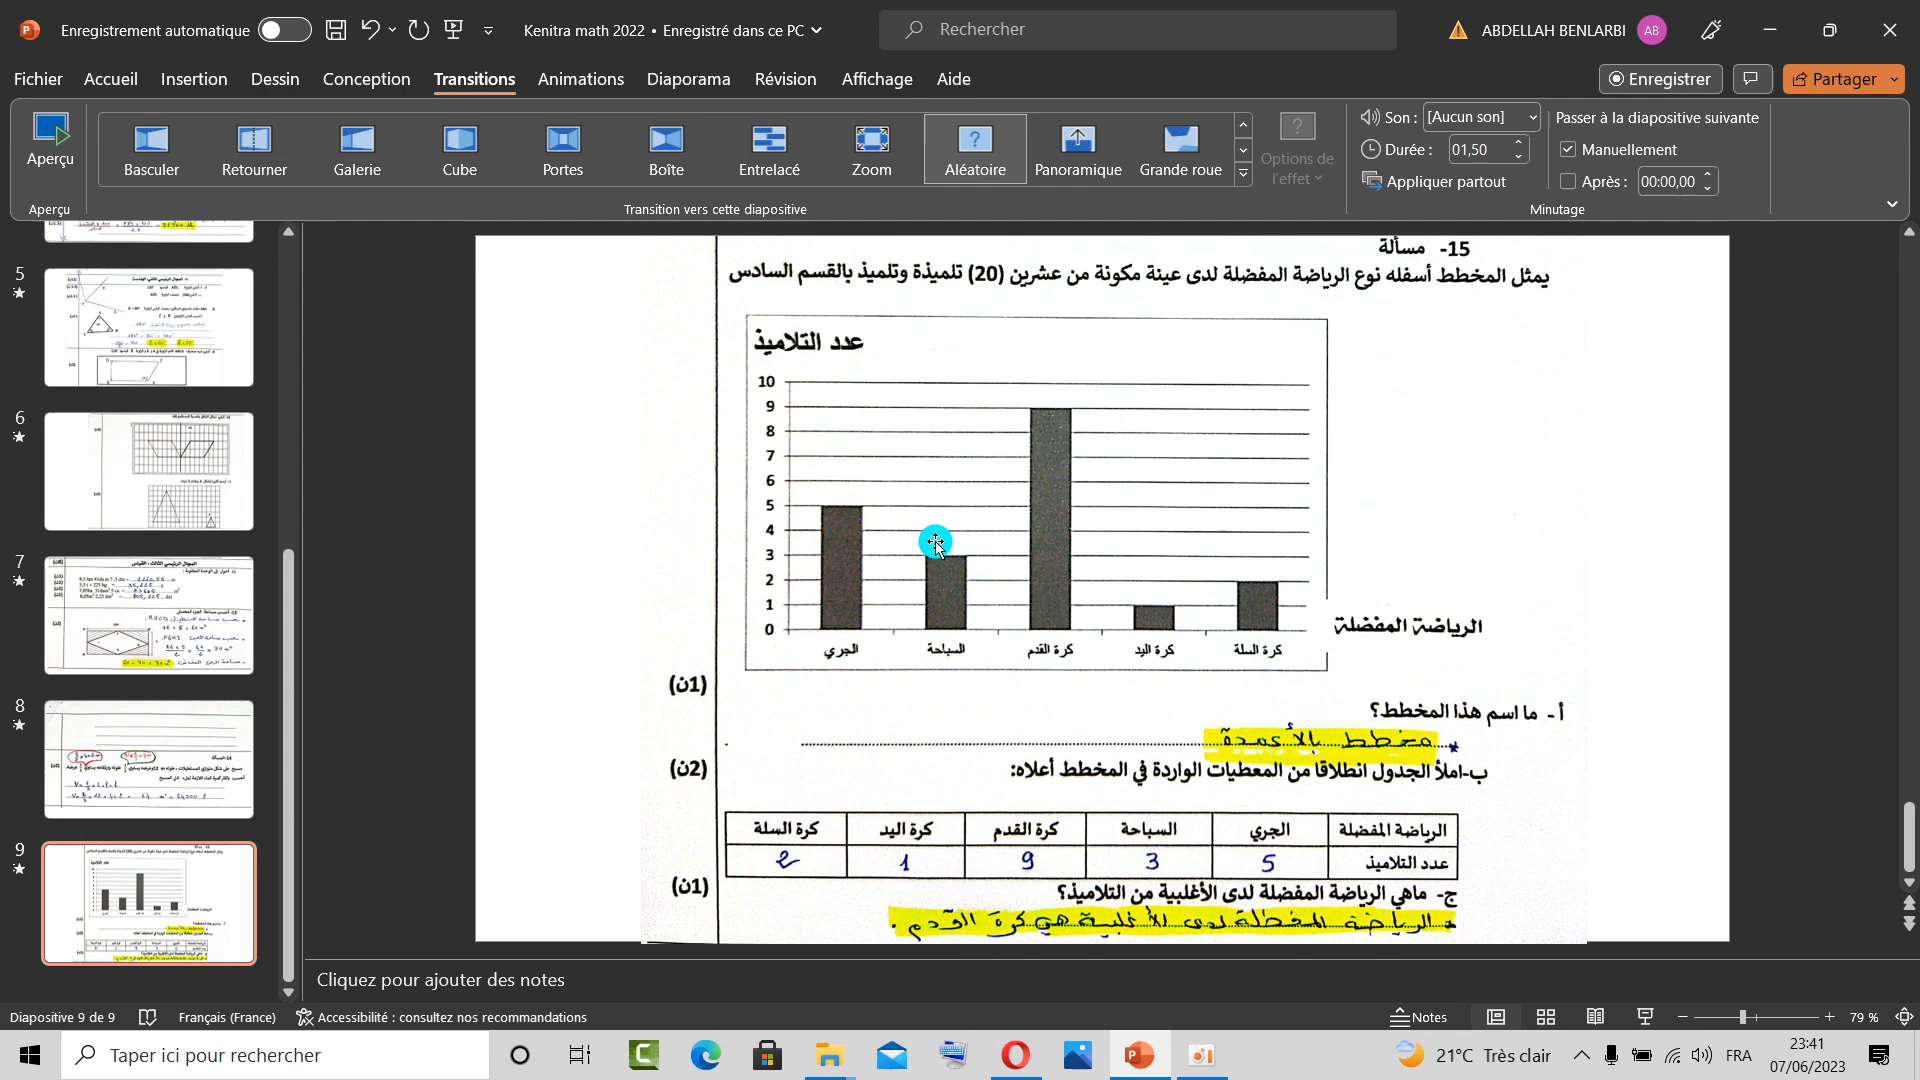 Enregistrement automatique
Kenitra math 2022 • Enregistré dans ce PC
Rechercher
ABDELLAH BENLARBI
AB
Fichier Accueil Insertion Dessin Conception Transitions Animations Diaporama Révision Affichage Aide
Enregistrer
Partager
Aperçu
Basculer Retourner Galerie Cube Portes Boîte Entrelacé Zoom Aléatoire Panoramique Grande roue
Options de l'effet
Son : [Aucun son]
Durée : 01,50
Appliquer partout
Passer à la diapositive suivante
Manuellement
Après : 00:00,00
Aperçu
Transition vers cette diapositive
Minutage
5
6
7
8
9
15- مسألة
يمثل المخطط أسفله نوع الرياضة المفضلة لدى عينة مكونة من عشرين (20) تلميذة وتلميذ بالقسم السادس
عدد التلاميذ
10
9
8
7
6
5
4
3
2
1
0
الجري السباحة كرة القدم كرة اليد كرة السلة
الرياضة المفضلة
(1ن)
أ - ما اسم هذا المخطط؟
مخطط بالأعمدة
(2ن)
ب-املأ الجدول انطلاقا من المعطيات الواردة في المخطط أعلاه:
الرياضة المفضلة الجري السباحة كرة القدم كرة اليد كرة السلة
عدد التلاميذ 5 3 9 1 2
(1ن)
ج- ماهي الرياضة المفضلة لدى الأغلبية من التلاميذ؟
الرياضة المفضلة لدى الأغلبية هي كرة القدم .
Cliquez pour ajouter des notes
Diapositive 9 de 9
Français (France)
Accessibilité : consultez nos recommandations
Notes
79 %
Taper ici pour rechercher
21°C Très clair
FRA
23:41
07/06/2023